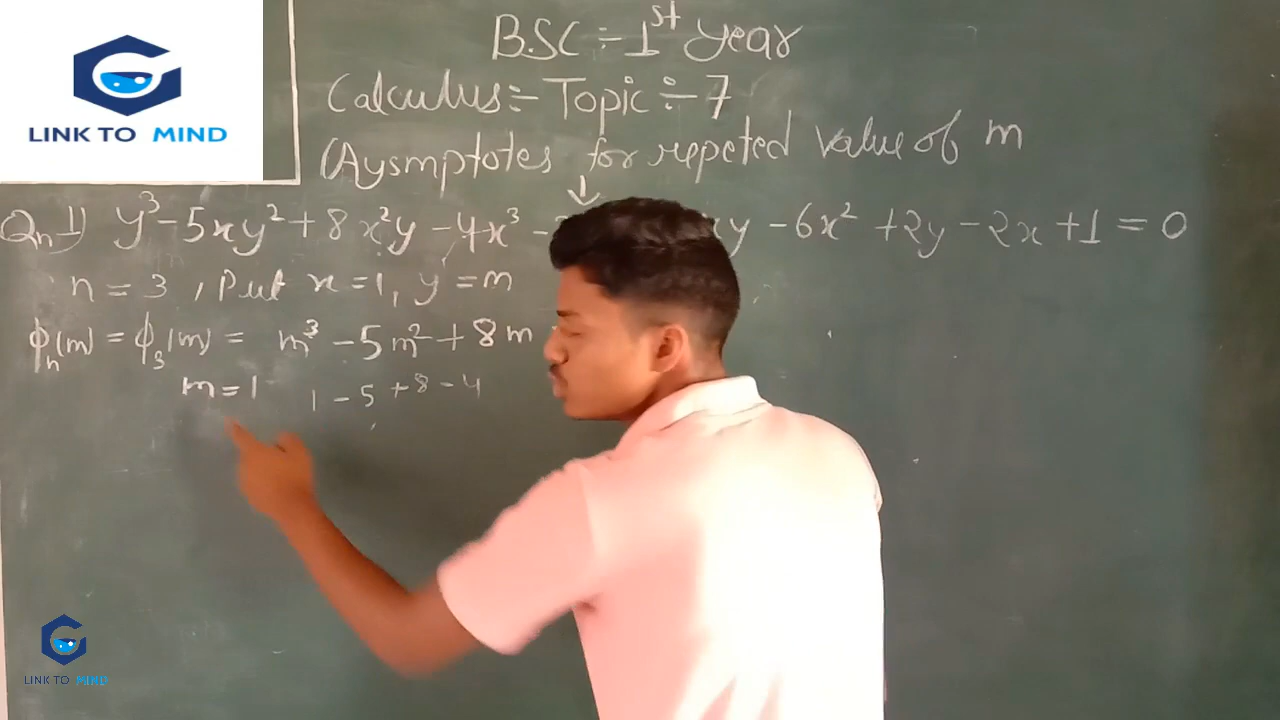 LINK TO MIND
B.SC ÷ 1st year
Calculus ÷ Topic ÷ 7
Aysmptotes for repeted value of m
↓
Qn 1) y³ - 5xy² + 8x²y - 4x³ - xy - 6x² + 2y - 2x + 1 = 0
n = 3, Put x = 1, y = m
ϕn(m) = ϕ3(m) = m³ - 5m² + 8m
m = 1 1 - 5 + 8 - 4
LINK TO MIND